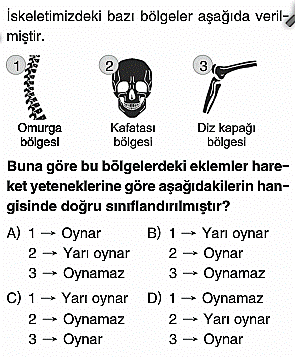 İskeletimizdeki bazı bölgeler aşağıda veril-
miştir.
1 2 3
Omurga bölgesi
Kafatası bölgesi
Diz kapağı bölgesi
Buna göre bu bölgelerdeki eklemler hare-
ket yeteneklerine göre aşağıdakilerin han-
gisinde doğru sınıflandırılmıştır?
A) 1 → Oynar
2 → Yarı oynar
3 → Oynamaz
B) 1 → Yarı oynar
2 → Oynar
3 → Oynamaz
C) 1 → Yarı oynar
2 → Oynamaz
3 → Oynar
D) 1 → Oynamaz
2 → Yarı oynar
3 → Oynar